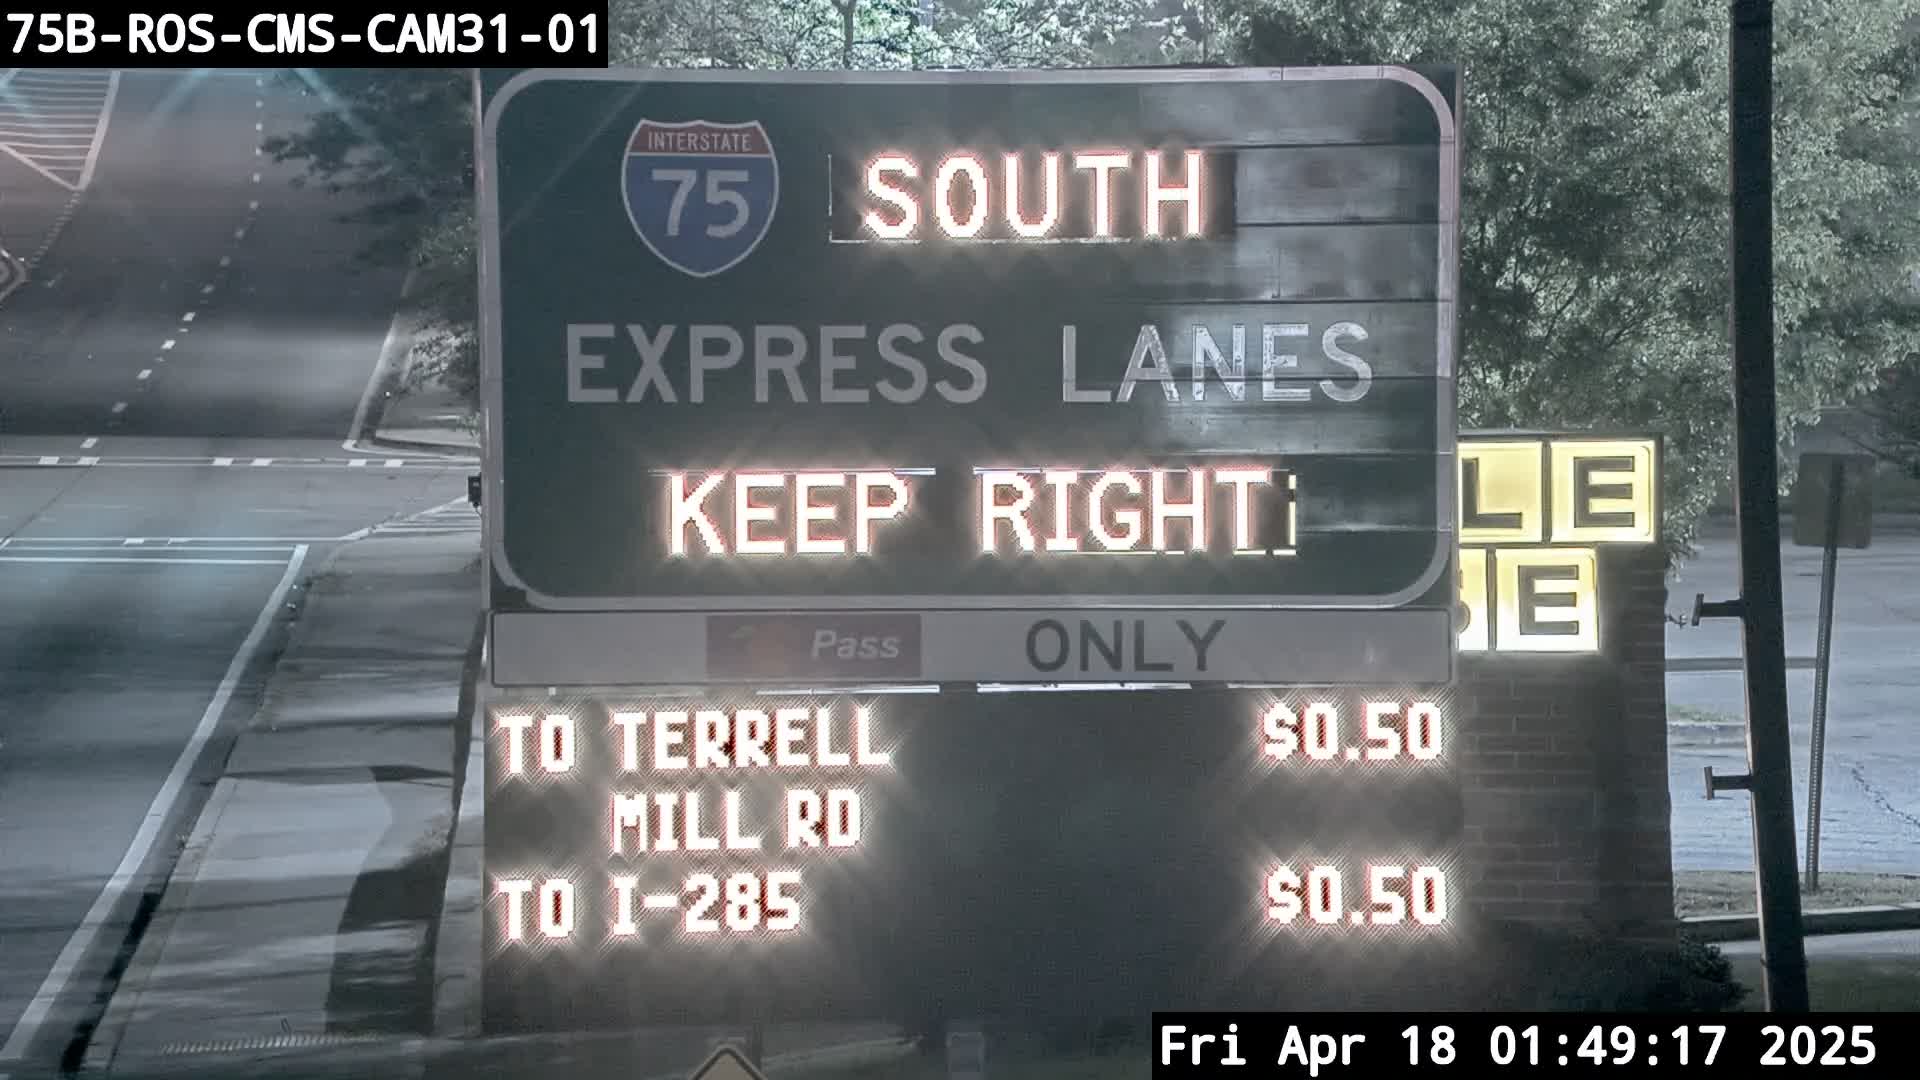 75B-ROS-CMS-CAM31-01
INTERSTATE
75
SOUTH
EXPRESS LANES
KEEP RIGHT
Pass ONLY
TO TERRELL $0.50
MILL RD
TO I-285 $0.50
LE
E
Fri Apr 18 01:49:17 2025